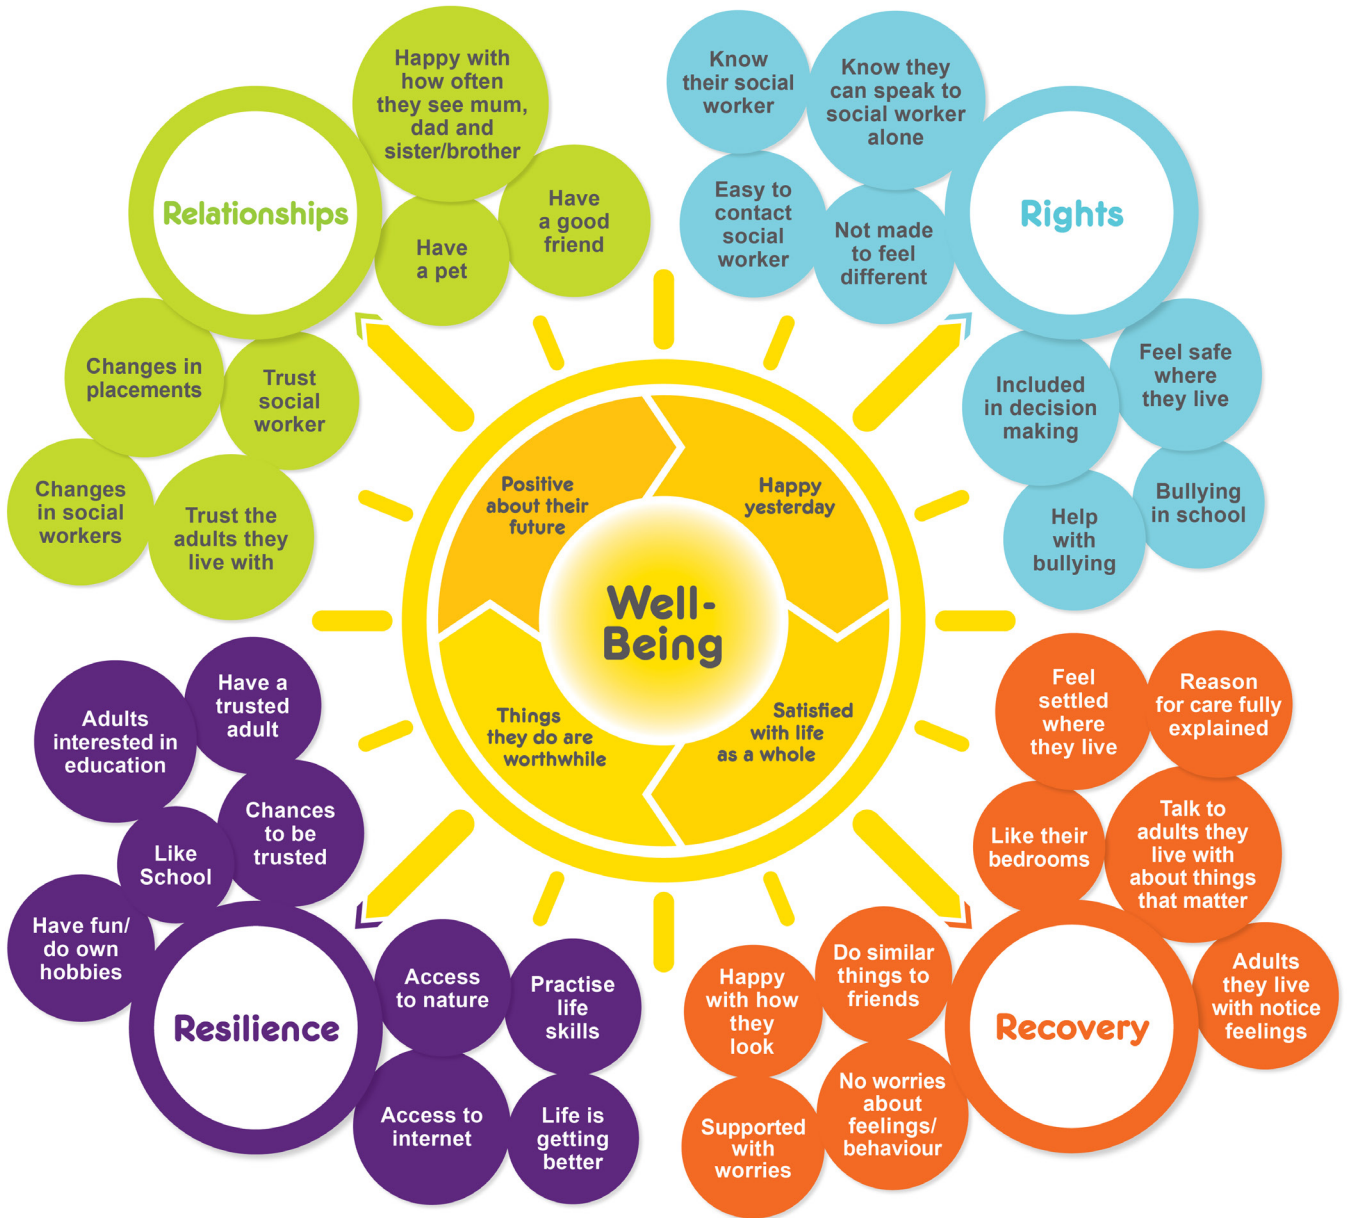 Relationships
Happy with
how often
they see mum,
dad and
sister/brother
Have
a good
friend
Have
a pet
Changes in
placements
Trust
social
worker
Changes
in social
workers
Trust the
adults they
live with
Know
their social
worker
Know they
can speak to
social worker
alone
Easy to
contact
social
worker
Not made
to feel
different
Rights
Included
in decision
making
Feel safe
where
they live
Help
with
bullying
Bullying
in school
Positive
about their
future
Happy
yesterday
Well-
Being
Things
they do are
worthwhile
Satisfied
with life
as a whole
Adults
interested in
education
Have a
trusted
adult
Chances
to be
trusted
Like
School
Have fun/
do own
hobbies
Resilience
Access
to nature
Practise
life
skills
Access to
internet
Life is
getting
better
Feel
settled
where
they live
Reason
for care fully
explained
Like their
bedrooms
Talk to
adults they
live with
about things
that matter
Adults
they live
with notice
feelings
Recovery
Do similar
things to
friends
Happy
with how
they
look
No worries
about
feelings/
behaviour
Supported
with
worries